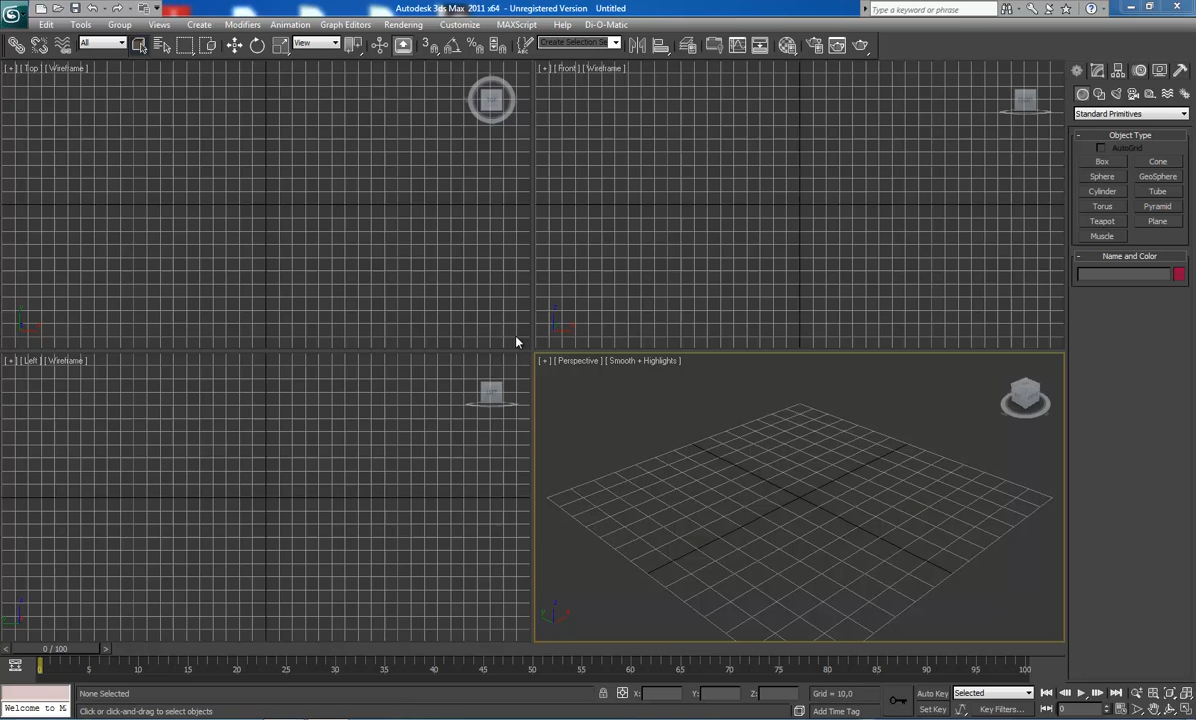 Autodesk 3ds Max 2011 x64 - Unregistered Version Untitled
Type a keyword or phrase
Edit Tools Group Views Create Modifiers Animation Graph Editors Rendering Customize MAXScript Help Di-O-Matic
All
View
Create Selection Se
[ + ] [ Top ] [ Wireframe ]
TOP
[ + ] [ Front ] [ Wireframe ]
Standard Primitives
- Object Type
AutoGrid
Box Cone
Sphere GeoSphere
Cylinder Tube
Torus Pyramid
Teapot Plane
Muscle
- Name and Color
[ + ] [ Left ] [ Wireframe ]
[ + ] [ Perspective ] [ Smooth + Highlights ]
< 0 / 100 >
0 5 10 15 20 25 30 35 40 45 50 55 60 65 70 75 80 85 90 95 100
None Selected X: Y: Z: Grid = 10,0 Auto Key Selected
Welcome to M Click or click-and-drag to select objects Add Time Tag Set Key Key Filters... 0